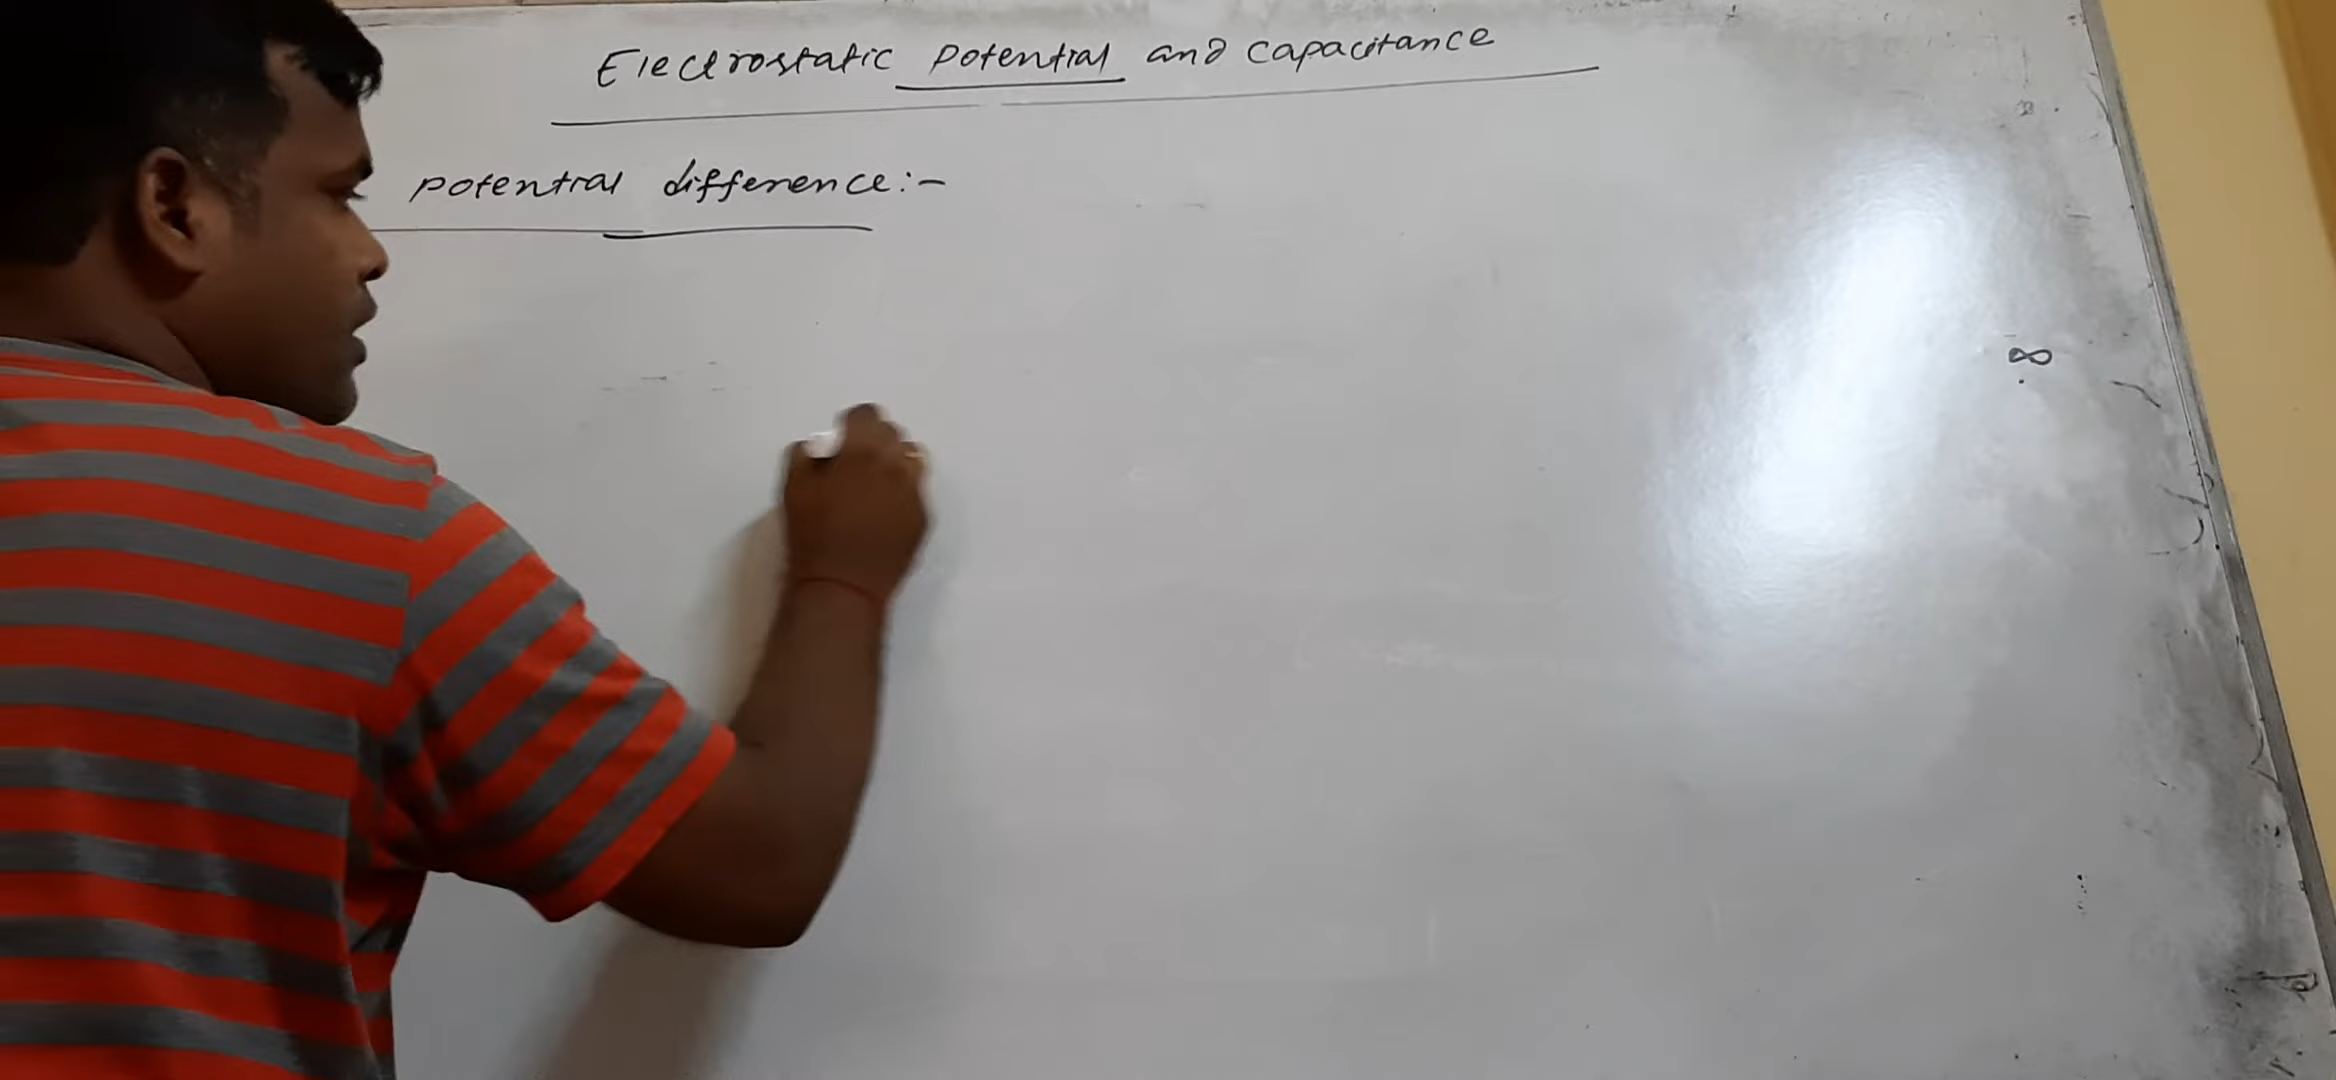 Electrostatic potential and capacitance
potential difference:-
∞